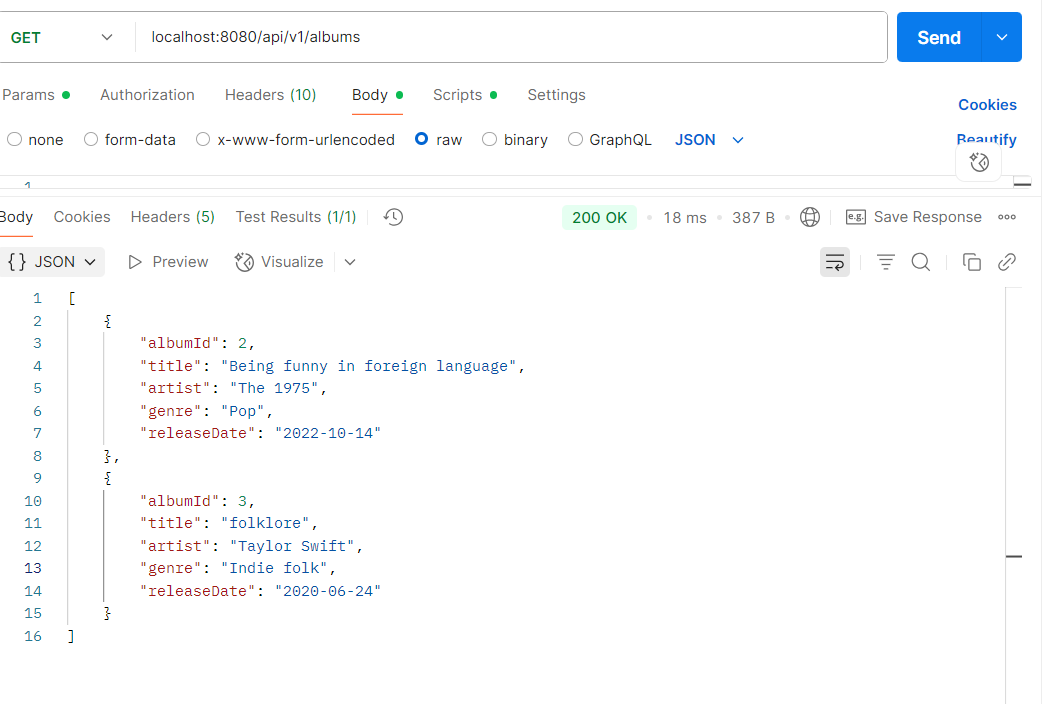 GET localhost:8080/api/v1/albums Send
Params Authorization Headers (10) Body Scripts Settings Cookies
none form-data x-www-form-urlencoded raw binary GraphQL JSON Beautify
1
Body Cookies Headers (5) Test Results (1/1) 200 OK • 18 ms • 387 B • e.g. Save Response
{} JSON Preview Visualize
1 [
2 {
3 "albumId": 2,
4 "title": "Being funny in foreign language",
5 "artist": "The 1975",
6 "genre": "Pop",
7 "releaseDate": "2022-10-14"
8 },
9 {
10 "albumId": 3,
11 "title": "folklore",
12 "artist": "Taylor Swift",
13 "genre": "Indie folk",
14 "releaseDate": "2020-06-24"
15 }
16 ]